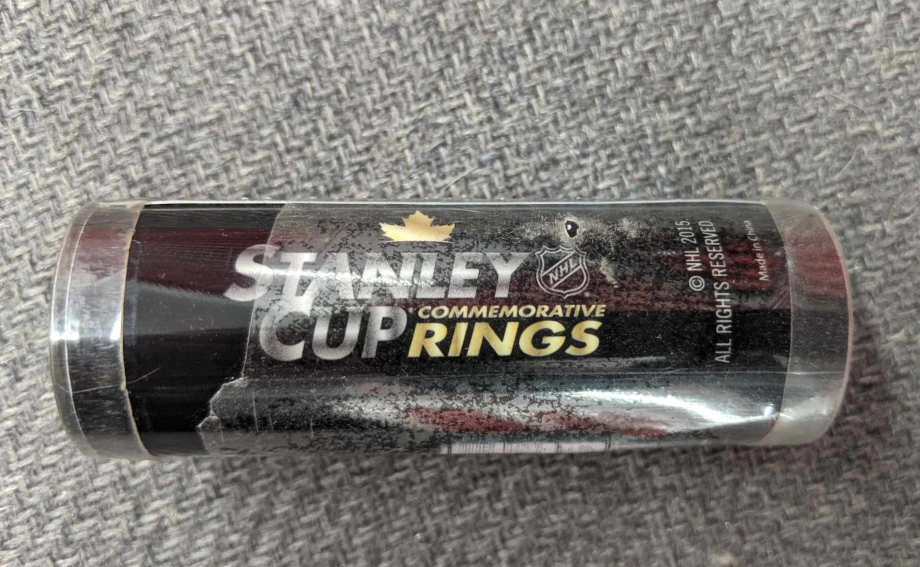 STANLEY
CUP® COMMEMORATIVE
RINGS
NHL
© NHL 2015.
ALL RIGHTS RESERVED.
Made in China